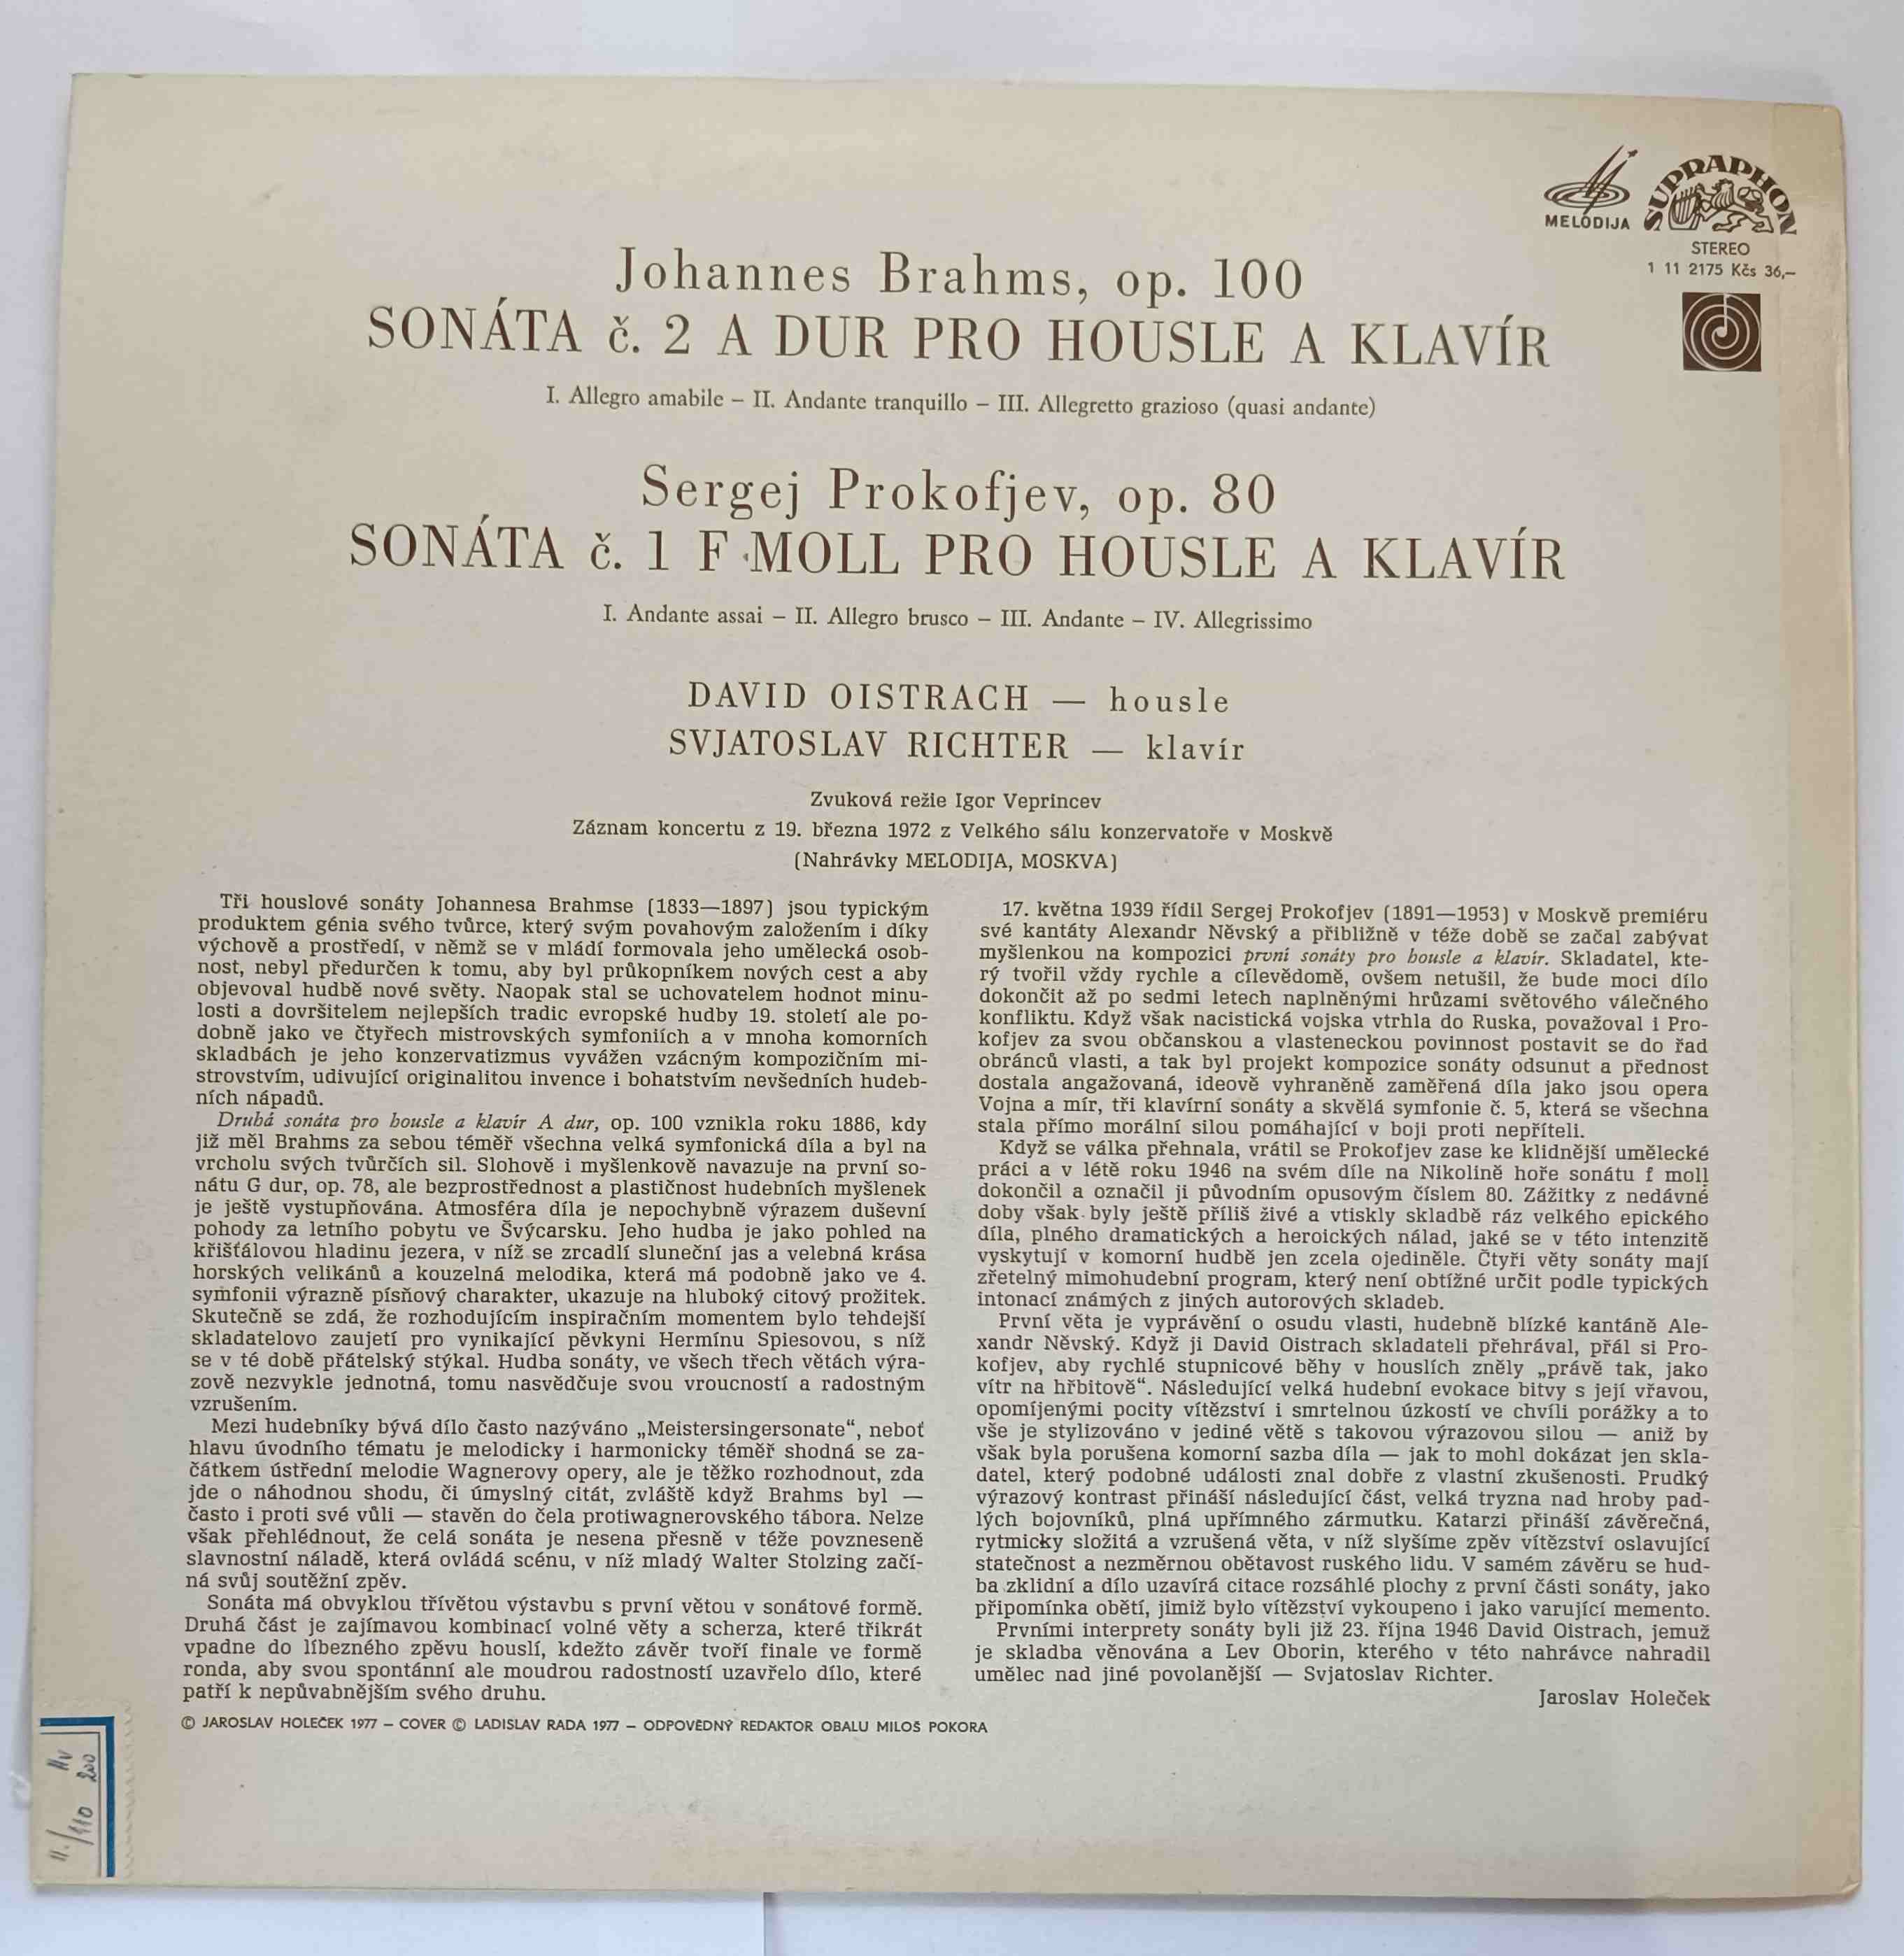 MELÓDIJA
SUPRAPHON
STEREO
1 11 2175 Kčs 36,–
Johannes Brahms, op. 100
SONÁTA č. 2 A DUR PRO HOUSLE A KLAVÍR
I. Allegro amabile – II. Andante tranquillo – III. Allegretto grazioso (quasi andante)
Sergej Prokofjev, op. 80
SONÁTA č. 1 F MOLL PRO HOUSLE A KLAVÍR
I. Andante assai – II. Allegro brusco – III. Andante – IV. Allegrissimo
DAVID OISTRACH — housle
SVJATOSLAV RICHTER — klavír
Zvuková režie Igor Veprincev
Záznam koncertu z 19. března 1972 z Velkého sálu konzervatoře v Moskvě
(Nahrávky MELODIJA, MOSKVA)
Tři houslové sonáty Johannesa Brahmse (1833—1897) jsou typickým
produktem génia svého tvůrce, který svým povahovým založením i díky
výchově a prostředí, v němž se v mládí formovala jeho umělecká osob-
nost, nebyl předurčen k tomu, aby byl průkopníkem nových cest a aby
objevoval hudbě nové světy. Naopak stal se uchovatelem hodnot minu-
losti a dovršitelem nejlepších tradic evropské hudby 19. století ale po-
dobně jako ve čtyřech mistrovských symfoniích a v mnoha komorních
skladbách je jeho konzervatizmus vyvážen vzácným kompozičním mi-
strovstvím, udivující originalitou invence i bohatstvím nevšedních hudeb-
ních nápadů.
Druhá sonáta pro housle a klavír A dur, op. 100 vznikla roku 1886, kdy
již měl Brahms za sebou téměř všechna velká symfonická díla a byl na
vrcholu svých tvůrčích sil. Slohově i myšlenkově navazuje na první so-
nátu G dur, op. 78, ale bezprostřednost a plastičnost hudebních myšlenek
je ještě vystupňována. Atmosféra díla je nepochybně výrazem duševní
pohody za letního pobytu ve Švýcarsku. Jeho hudba je jako pohled na
křišťálovou hladinu jezera, v níž se zrcadlí sluneční jas a velebná krása
horských velikánů a kouzelná melodika, která má podobně jako ve 4.
symfonii výrazně písňový charakter, ukazuje na hluboký citový prožitek.
Skutečně se zdá, že rozhodujícím inspiračním momentem bylo tehdejší
skladatelovo zaujetí pro vynikající pěvkyni Hermínu Spiesovou, s níž
se v té době přátelský stýkal. Hudba sonáty, ve všech třech větách výra-
zově nezvykle jednotná, tomu nasvědčuje svou vroucností a radostným
vzrušením.
Mezi hudebníky bývá dílo často nazýváno „Meistersingersonate“, neboť
hlavu úvodního tématu je melodicky i harmonicky téměř shodná se za-
čátkem ústřední melodie Wagnerovy opery, ale je těžko rozhodnout, zda
jde o náhodnou shodu, či úmyslný citát, zvláště když Brahms byl —
často i proti své vůli — stavěn do čela protiwagnerovského tábora. Nelze
však přehlédnout, že celá sonáta je nesena přesně v téže povzneseně
slavnostní náladě, která ovládá scénu, v níž mladý Walter Stolzing začí-
ná svůj soutěžní zpěv.
Sonáta má obvyklou třívětou výstavbu s první větou v sonátové formě.
Druhá část je zajímavou kombinací volné věty a scherza, které třikrát
vpadne do líbezného zpěvu houslí, kdežto závěr tvoří finale ve formě
ronda, aby svou spontánní ale moudrou radostností uzavřelo dílo, které
patří k nepůvabnějším svého druhu.
17. května 1939 řídil Sergej Prokofjev (1891—1953) v Moskvě premiéru
své kantáty Alexandr Něvský a přibližně v téže době se začal zabývat
myšlenkou na kompozici první sonáty pro housle a klavír. Skladatel, kte-
rý tvořil vždy rychle a cílevědomě, ovšem netušil, že bude moci dílo
dokončit až po sedmi letech naplněnými hrůzami světového válečného
konfliktu. Když však nacistická vojska vtrhla do Ruska, považoval i Pro-
kofjev za svou občanskou a vlasteneckou povinnost postavit se do řad
obránců vlasti, a tak byl projekt kompozice sonáty odsunut a přednost
dostala angažovaná, ideově vyhraněně zaměřená díla jako jsou opera
Vojna a mír, tři klavírní sonáty a skvělá symfonie č. 5, která se všechna
stala přímo morální silou pomáhající v boji proti nepříteli.
Když se válka přehnala, vrátil se Prokofjev zase ke klidnější umělecké
práci a v létě roku 1946 na svém díle na Nikolině hoře sonátu f moll
dokončil a označil ji původním opusovým číslem 80. Zážitky z nedávné
doby však byly ještě příliš živé a vtiskly skladbě ráz velkého epického
díla, plného dramatických a heroických nálad, jaké se v této intenzitě
vyskytují v komorní hudbě jen zcela ojediněle. Čtyři věty sonáty mají
zřetelný mimohudební program, který není obtížné určit podle typických
intonací známých z jiných autorových skladeb.
První věta je vyprávění o osudu vlasti, hudebně blízké kantáně Ale-
xandr Něvský. Když ji David Oistrach skladateli přehrával, přál si Pro-
kofjev, aby rychlé stupnicové běhy v houslích zněly „právě tak, jako
vítr na hřbitově“. Následující velká hudební evokace bitvy s její vřavou,
opomíjenými pocity vítězství i smrtelnou úzkostí ve chvíli porážky a to
vše je stylizováno v jediné větě s takovou výrazovou silou — aniž by
však byla porušena komorní sazba díla — jak to mohl dokázat jen skla-
datel, který podobné události znal dobře z vlastní zkušenosti. Prudký
výrazový kontrast přináší následující část, velká tryzna nad hroby pad-
lých bojovníků, plná upřímného zármutku. Katarzi přináší závěrečná,
rytmicky složitá a vzrušená věta, v níž slyšíme zpěv vítězství oslavující
statečnost a nezměrnou obětavost ruského lidu. V samém závěru se hud-
ba zklidní a dílo uzavírá citace rozsáhlé plochy z první části sonáty, jako
připomínka obětí, jimiž bylo vítězství vykoupeno i jako varující memento.
Prvními interprety sonáty byli již 23. října 1946 David Oistrach, jemuž
je skladba věnována a Lev Oborin, kterého v této nahrávce nahradil
umělec nad jiné povolanější — Svjatoslav Richter.
Jaroslav Holeček
© JAROSLAV HOLEČEK 1977 – COVER © LADISLAV RADA 1977 – ODPOVĚDNÝ REDAKTOR OBALU MILOŠ POKORA
200